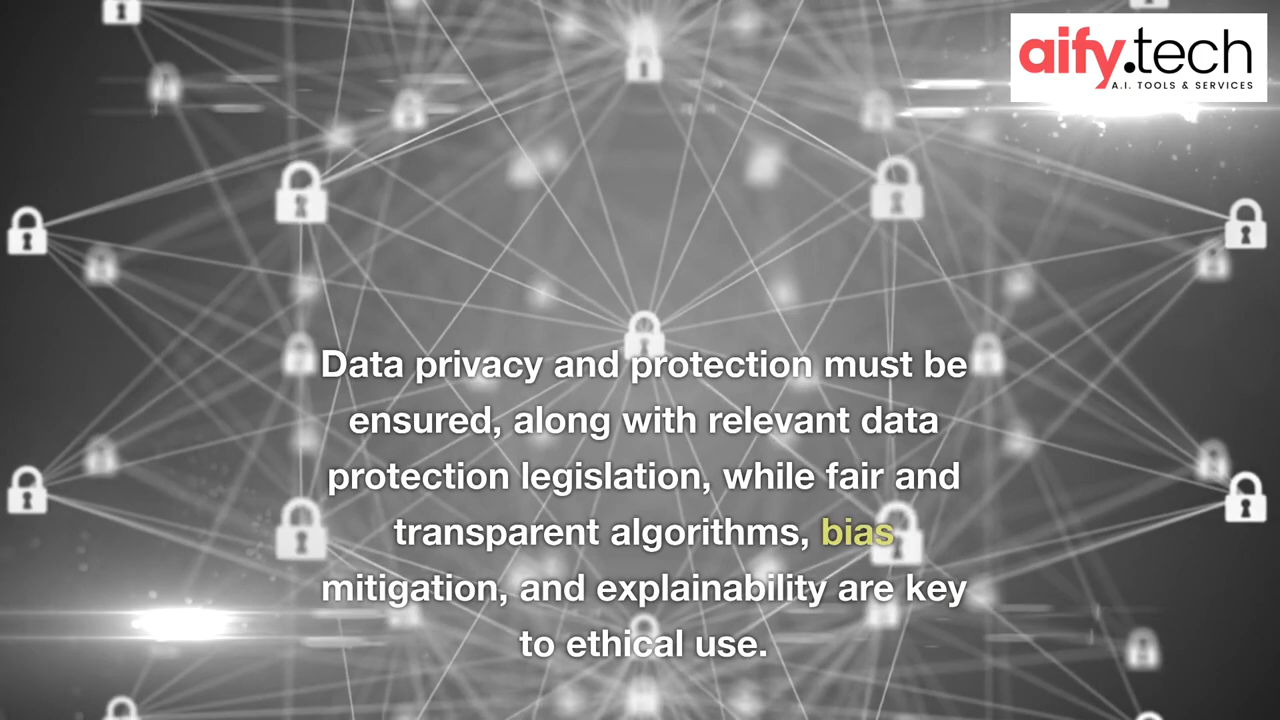 aify.tech
A.I. TOOLS & SERVICES
Data privacy and protection must be
ensured, along with relevant data
protection legislation, while fair and
transparent algorithms, bias
mitigation, and explainability are key
to ethical use.